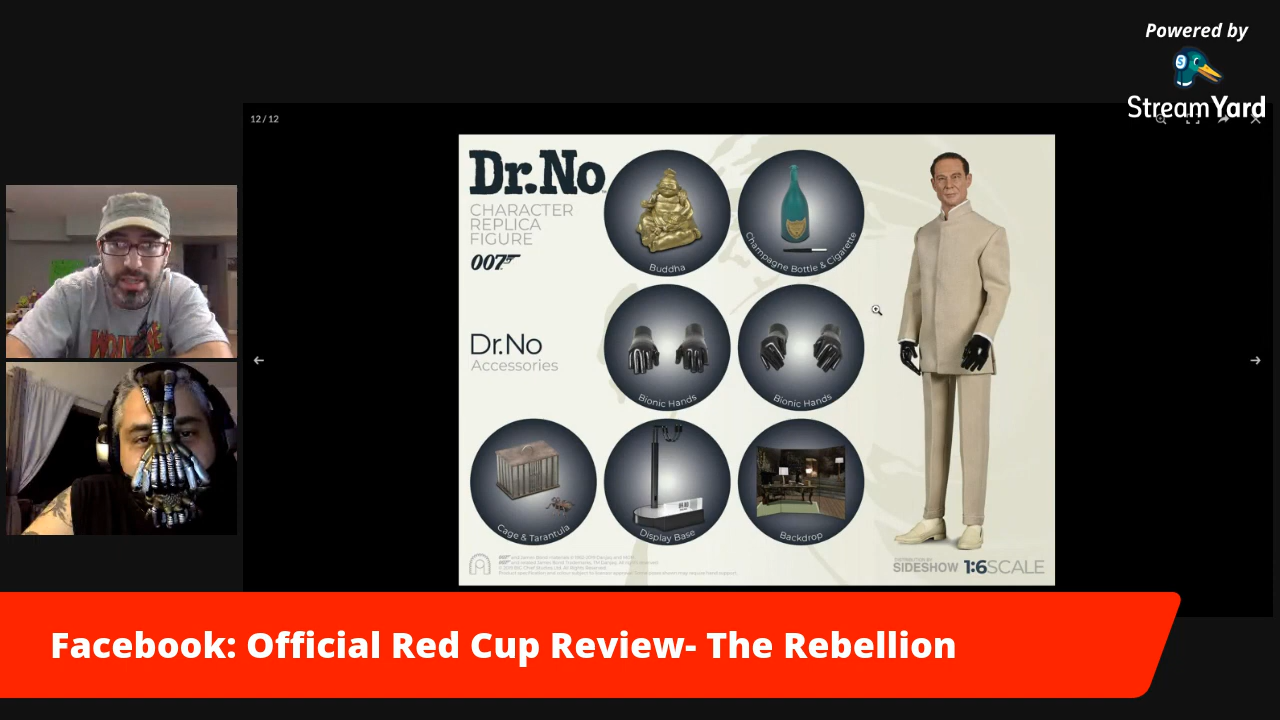 Powered by
StreamYard
12 / 12
Dr.No
CHARACTER
REPLICA
FIGURE
007
Buddha
Champagne Bottle & Cigarette
Dr.No
Accessories
Bionic Hands
Bionic Hands
Cage & Tarantula
Display Base
Backdrop
SIDESHOW 1:6SCALE
Facebook: Official Red Cup Review- The Rebellion